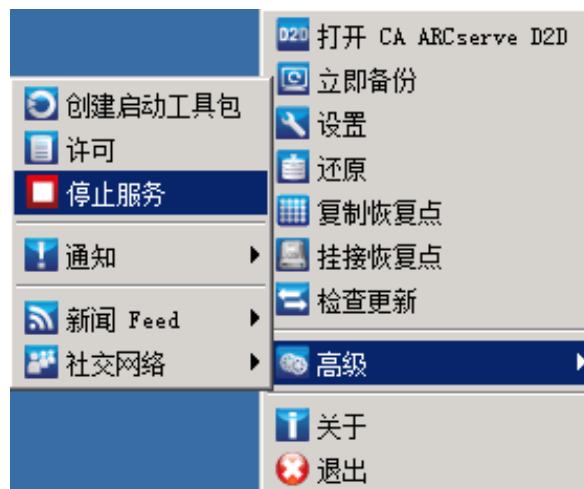 D2D 打开 CA ARCserve D2D
立即备份
设置
还原
复制恢复点
挂接恢复点
检查更新
高级
关于
退出
创建启动工具包
许可
停止服务
通知
新闻 Feed
社交网络